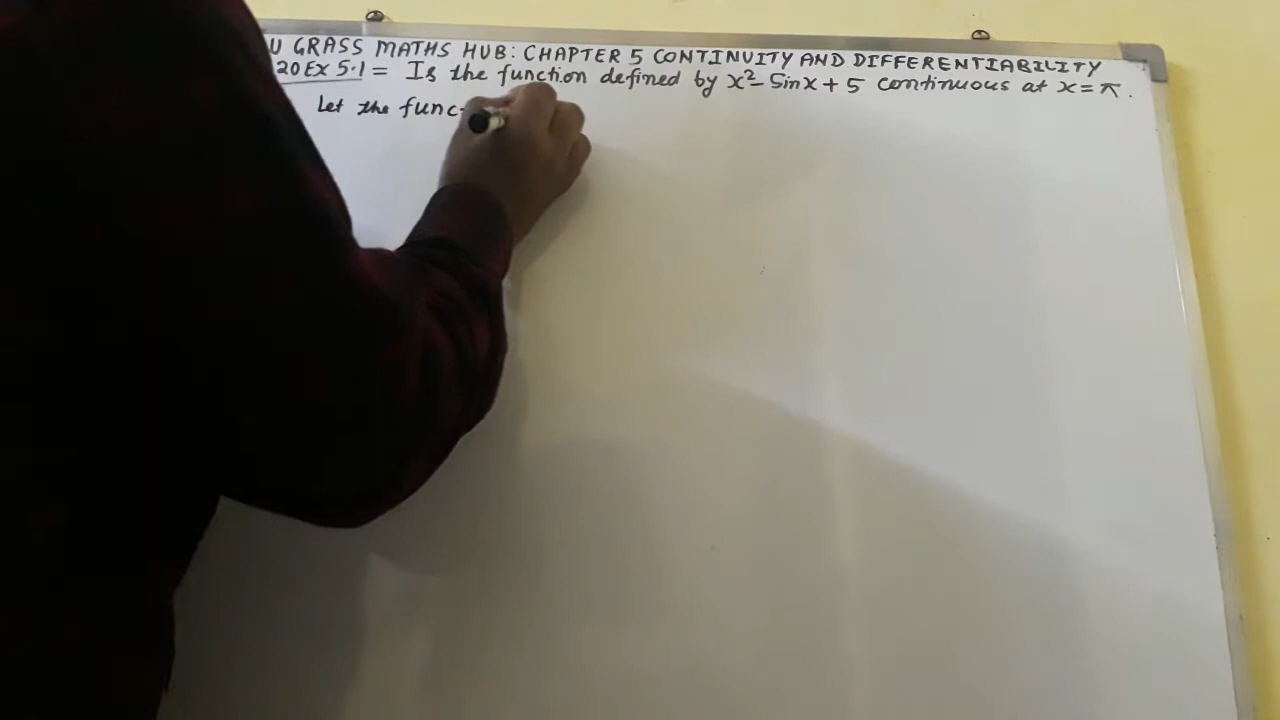 U GRASS MATHS HUB: CHAPTER 5 CONTINUITY AND DIFFERENTIABILITY
20 Ex 5.1 = Is the function defined by x² - Sinx + 5 continuous at x = π.
Let the func